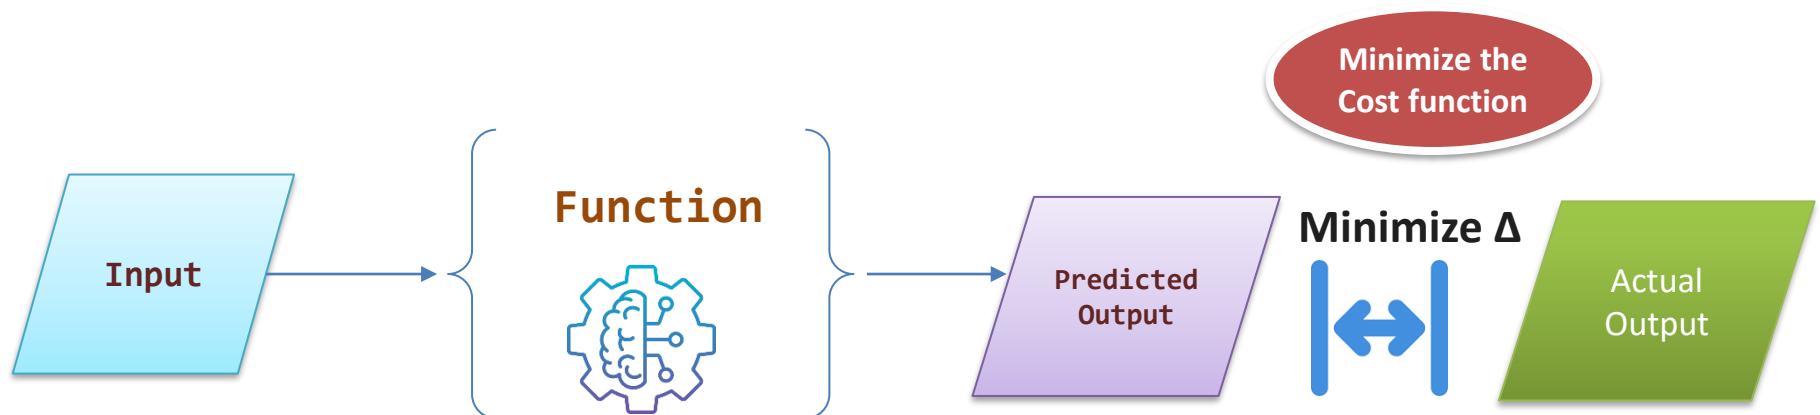 Minimize the
Cost function
Function
Input
Predicted
Output
Minimize Δ
Actual
Output